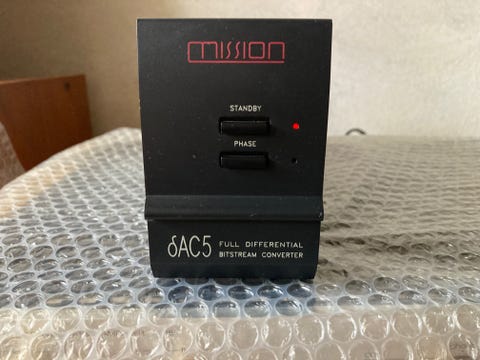 mission
STANDBY
PHASE
δAC5 FULL DIFFERENTIAL
BITSTREAM CONVERTER